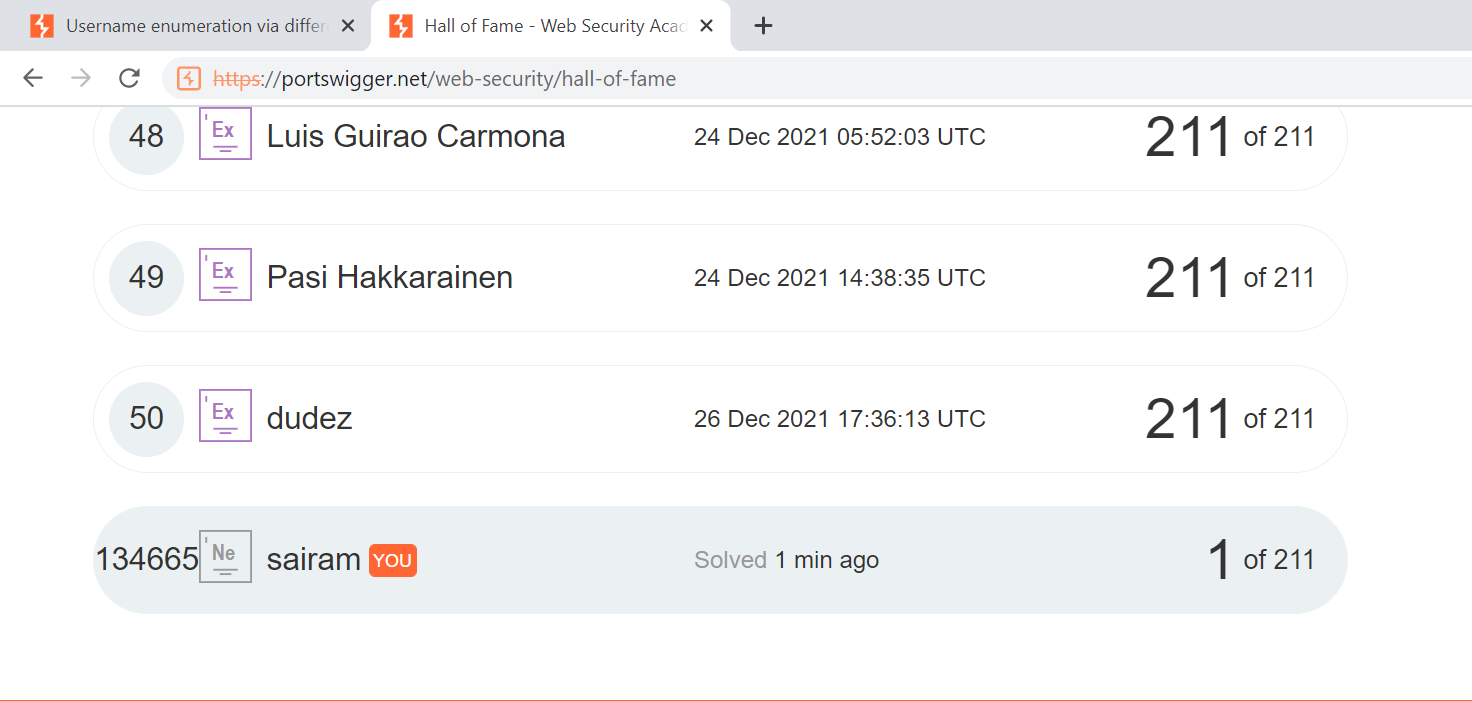 Username enumeration via differ
Hall of Fame - Web Security Acad
https://portswigger.net/web-security/hall-of-fame
48 Ex Luis Guirao Carmona 24 Dec 2021 05:52:03 UTC 211 of 211
49 Ex Pasi Hakkarainen 24 Dec 2021 14:38:35 UTC 211 of 211
50 Ex dudez 26 Dec 2021 17:36:13 UTC 211 of 211
134665 Ne sairam YOU Solved 1 min ago 1 of 211